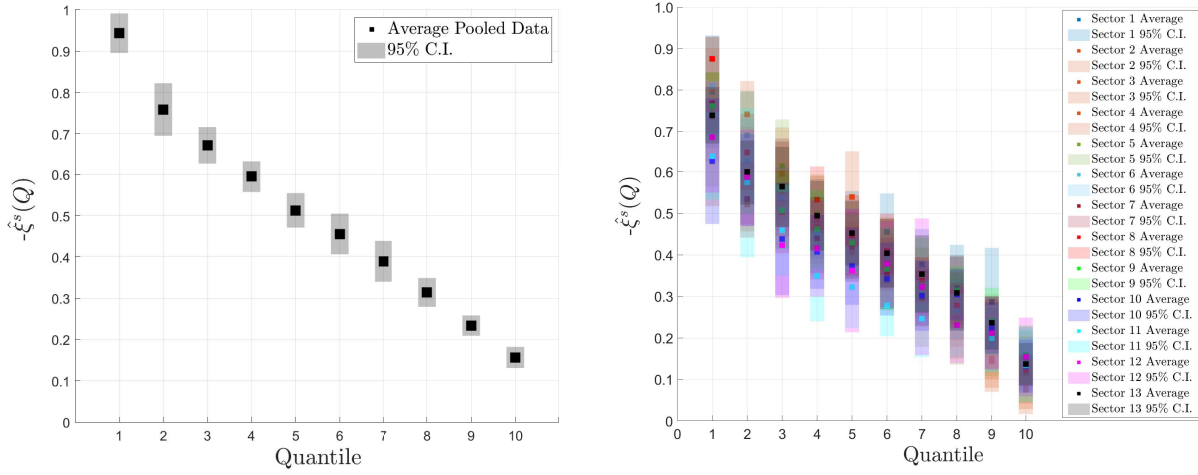 1
0.9
0.8
0.7
0.6
0.5
0.4
0.3
0.2
0.1
0
-ξ̂ˢ(Q)
1 2 3 4 5 6 7 8 9 10
Quantile
Average Pooled Data
95% C.I.
1.0
0.9
0.8
0.7
0.6
0.5
0.4
0.3
0.2
0.1
0
-ξ̂ˢ(Q)
0 1 2 3 4 5 6 7 8 9 10
Quantile
Sector 1 Average
Sector 1 95% C.I.
Sector 2 Average
Sector 2 95% C.I.
Sector 3 Average
Sector 3 95% C.I.
Sector 4 Average
Sector 4 95% C.I.
Sector 5 Average
Sector 5 95% C.I.
Sector 6 Average
Sector 6 95% C.I.
Sector 7 Average
Sector 7 95% C.I.
Sector 8 Average
Sector 8 95% C.I.
Sector 9 Average
Sector 9 95% C.I.
Sector 10 Average
Sector 10 95% C.I.
Sector 11 Average
Sector 11 95% C.I.
Sector 12 Average
Sector 12 95% C.I.
Sector 13 Average
Sector 13 95% C.I.